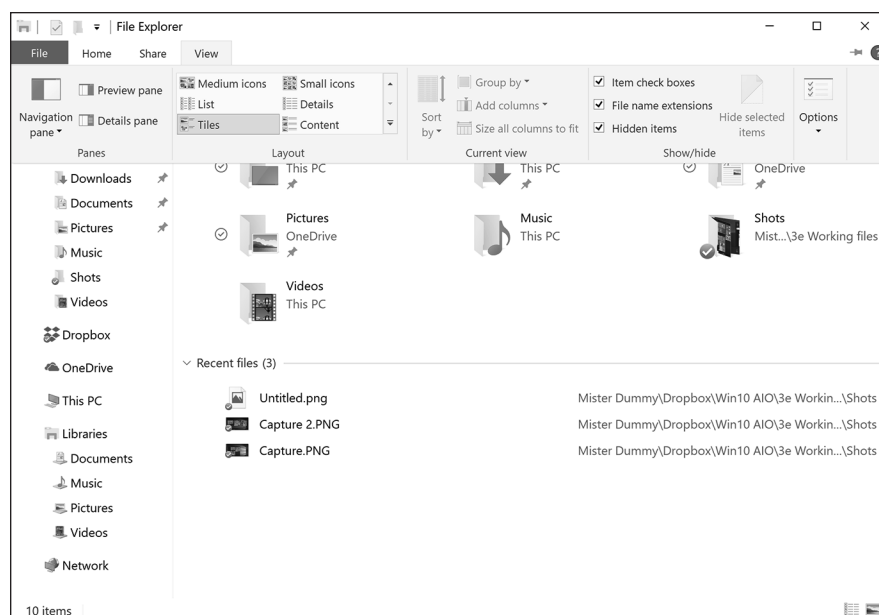 File Explorer
File Home Share View
Navigation pane
Preview pane
Details pane
Panes
Medium icons Small icons
List Details
Tiles Content
Layout
Sort by
Group by
Add columns
Size all columns to fit
Current view
Item check boxes
File name extensions
Hidden items
Hide selected items
Show/hide
Options
Downloads
Documents
Pictures
Music
Shots
Videos
Dropbox
OneDrive
This PC
Libraries
Documents
Music
Pictures
Videos
Network
This PC
This PC
OneDrive
Pictures
OneDrive
Music
This PC
Shots
Mist...\3e Working files
Videos
This PC
Recent files (3)
Untitled.png Mister Dummy\Dropbox\Win10 AIO\3e Workin...\Shots
Capture 2.PNG Mister Dummy\Dropbox\Win10 AIO\3e Workin...\Shots
Capture.PNG Mister Dummy\Dropbox\Win10 AIO\3e Workin...\Shots
10 items